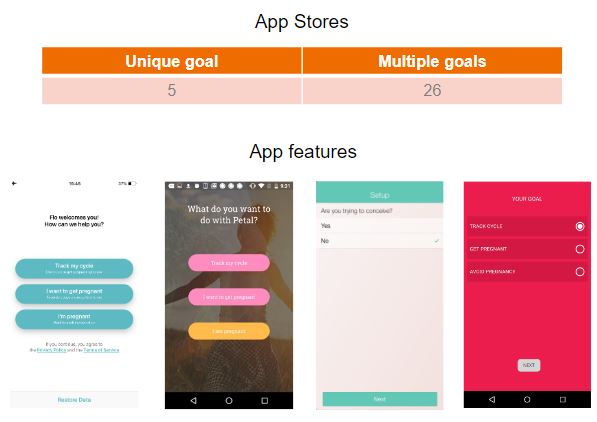 App Stores
Unique goal
Multiple goals
5
26
App features
10:46
37%
Flo welcomes you!
How can we help you?
Track my cycle
I want to get pregnant
I'm pregnant
If you continue, you agree to
the Privacy Policy and the Terms of Service
Restore Data
9:31
What do you want to
do with Petal?
Track my cycle
I want to get pregnant
I am pregnant
Setup
Are you trying to conceive?
Yes
No
Next
YOUR GOAL
TRACK CYCLE
GET PREGNANT
AVOID PREGNANCY
NEXT